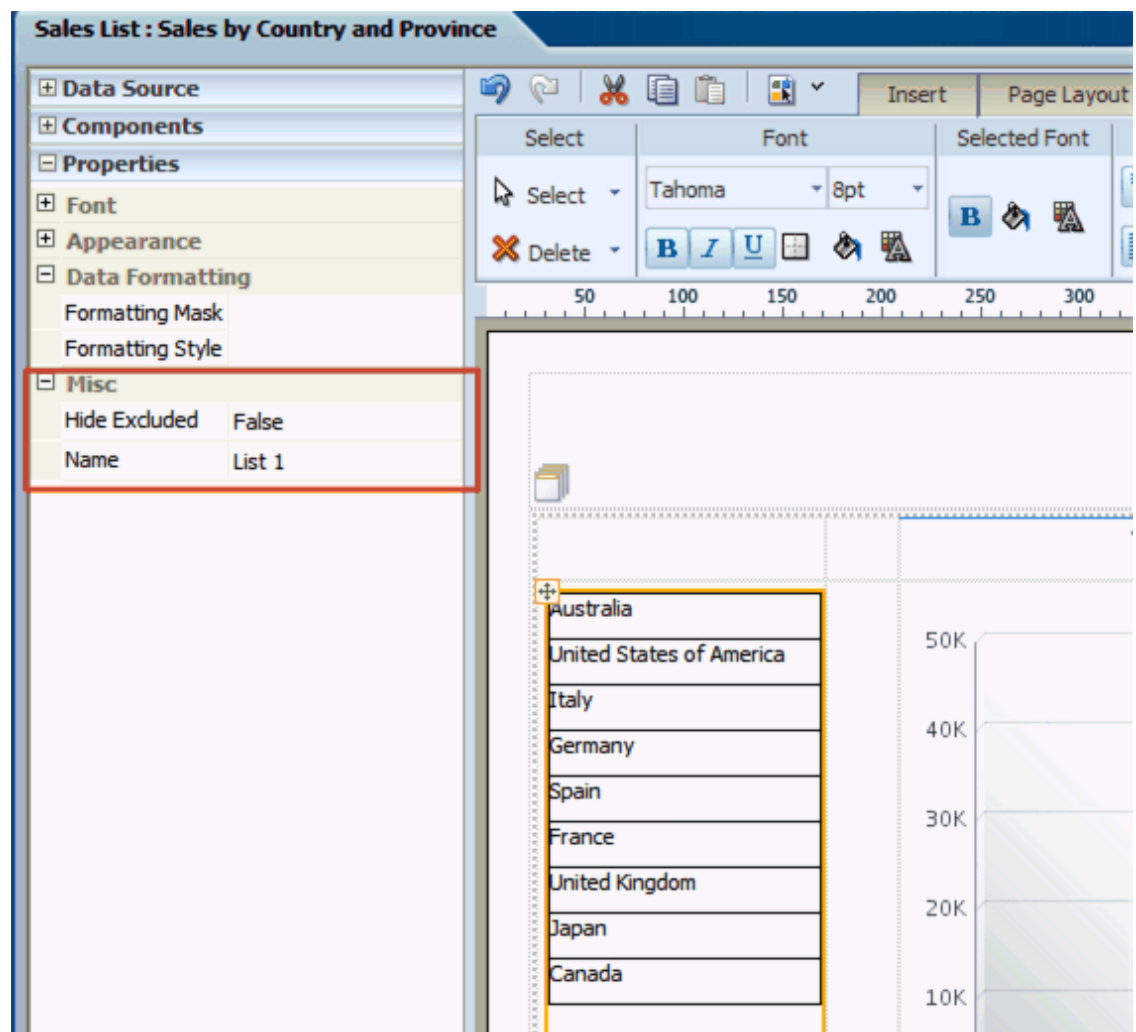 Sales List : Sales by Country and Province
Data Source
Components
Properties
Font
Appearance
Data Formatting
Formatting Mask
Formatting Style
Misc
Hide Excluded False
Name List 1
Insert Page Layout
Select Font Selected Font
Select Tahoma 8pt
B
Delete B I U
50 100 150 200 250 300
Australia
United States of America
Italy
Germany
Spain
France
United Kingdom
Japan
Canada
50K
40K
30K
20K
10K